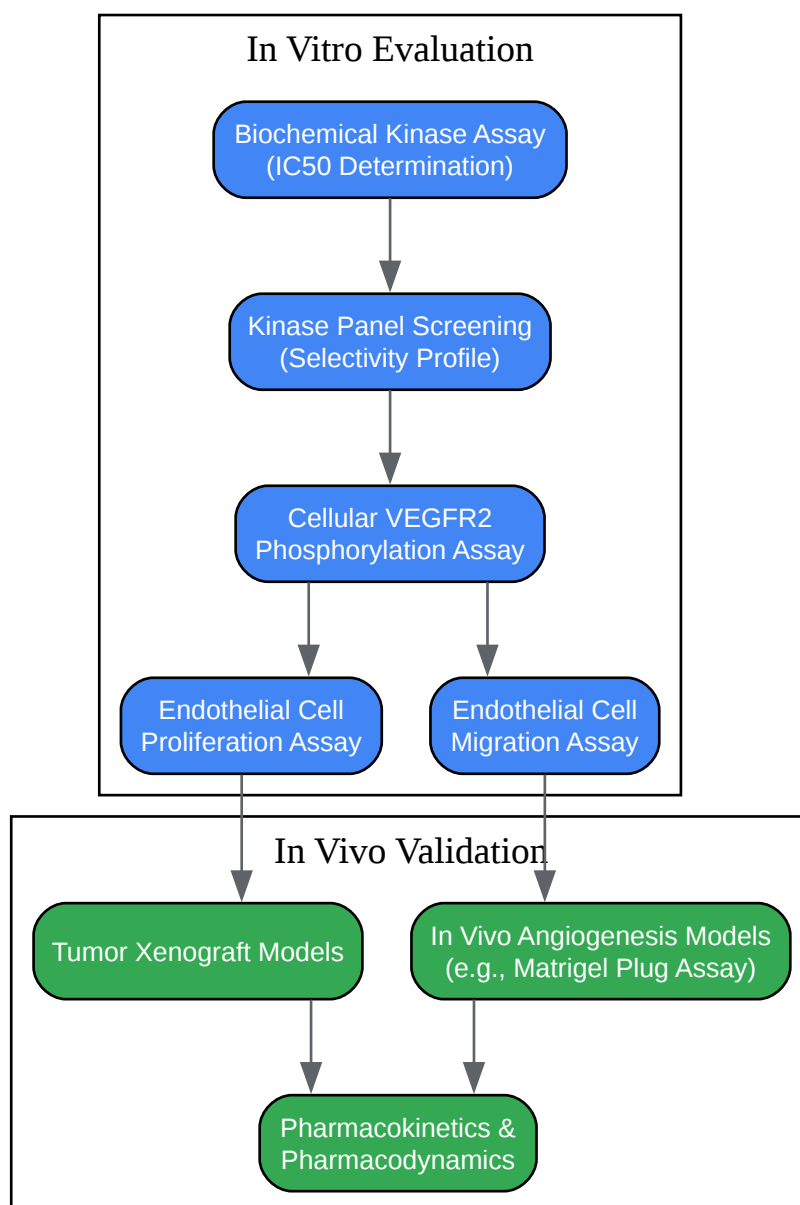 In Vitro Evaluation
Biochemical Kinase Assay
(IC50 Determination)
Kinase Panel Screening
(Selectivity Profile)
Cellular VEGFR2
Phosphorylation Assay
Endothelial Cell
Proliferation Assay
Endothelial Cell
Migration Assay
In Vivo Validation
Tumor Xenograft Models
In Vivo Angiogenesis Models
(e.g., Matrigel Plug Assay)
Pharmacokinetics &
Pharmacodynamics